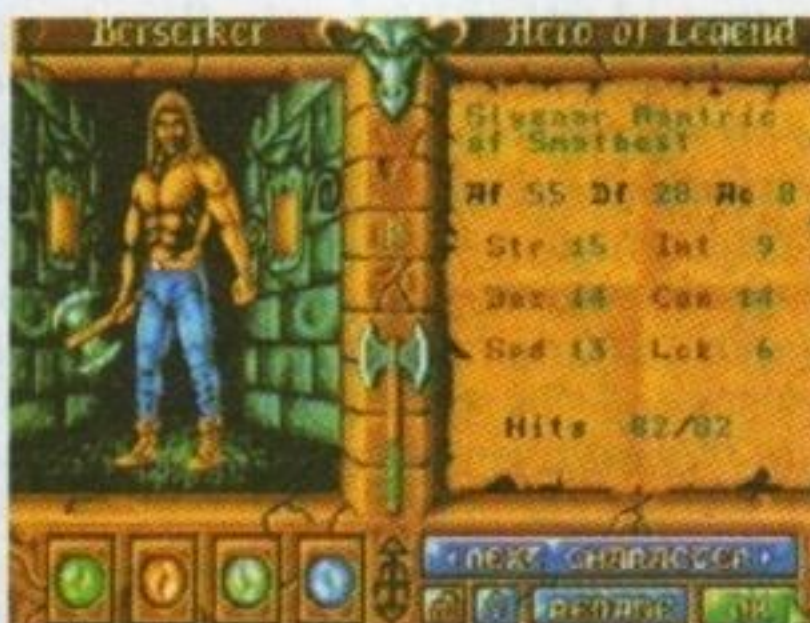 Berserker
Hero of Legend
of
Af 55 Df 28 Ac 8
Str 15 Int 9
Dex 14 Con 14
Spd 13 Lck 6
Hits 82/82
NEXT CHARACTER
RENAME OK